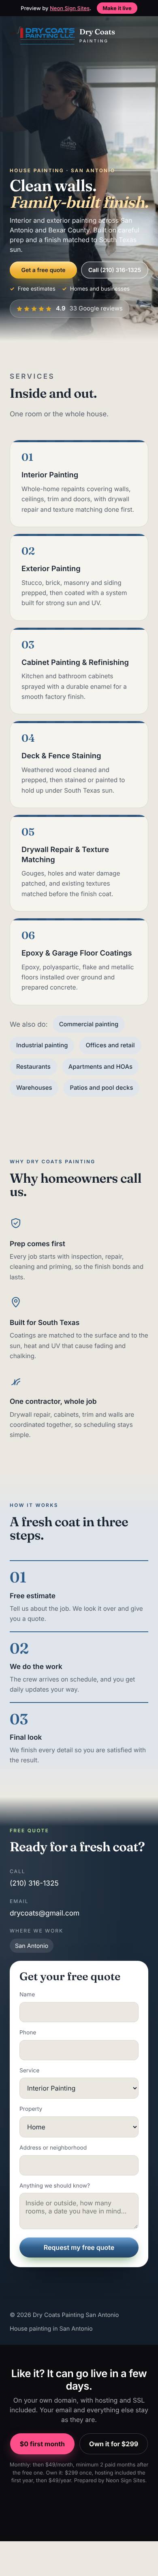 Preview by Neon Sign Sites.
Make it live
DRY COATS
PAINTING LLC
Dry Coats
PAINTING
HOUSE PAINTING · SAN ANTONIO
Clean walls.
Family-built finish.
Interior and exterior painting across San
Antonio and Bexar County. Built on careful
prep and a finish matched to South Texas
sun.
Get a free quote
Call (210) 316-1325
Free estimates
Homes and businesses
4.9
33 Google reviews
SERVICES
Inside and out.
One room or the whole house.
01
Interior Painting
Whole-home repaints covering walls,
ceilings, trim and doors, with drywall
repair and texture matching done first.
02
Exterior Painting
Stucco, brick, masonry and siding
prepped, then coated with a system
built for strong sun and UV.
03
Cabinet Painting & Refinishing
Kitchen and bathroom cabinets
sprayed with a durable enamel for a
smooth factory finish.
04
Deck & Fence Staining
Weathered wood cleaned and
prepped, then stained or painted to
hold up under South Texas sun.
05
Drywall Repair & Texture
Matching
Gouges, holes and water damage
patched, and existing textures
matched before the finish coat.
06
Epoxy & Garage Floor Coatings
Epoxy, polyaspartic, flake and metallic
floors installed over ground and
prepared concrete.
We also do:
Commercial painting
Industrial painting
Offices and retail
Restaurants
Apartments and HOAs
Warehouses
Patios and pool decks
WHY DRY COATS PAINTING
Why homeowners call
us.
Prep comes first
Every job starts with inspection, repair,
cleaning and priming, so the finish bonds and
lasts.
Built for South Texas
Coatings are matched to the surface and to the
sun, heat and UV that cause fading and
chalking.
One contractor, whole job
Drywall repair, cabinets, trim and walls are
coordinated together, so scheduling stays
simple.
HOW IT WORKS
A fresh coat in three
steps.
01
Free estimate
Tell us about the job. We look it over and give
you a quote.
02
We do the work
The crew arrives on schedule, and you get
daily updates your way.
03
Final look
We finish every detail so you are satisfied with
the result.
FREE QUOTE
Ready for a fresh coat?
CALL
(210) 316-1325
EMAIL
drycoats@gmail.com
WHERE WE WORK
San Antonio
Get your free quote
Name
Phone
Service
Interior Painting
Property
Home
Address or neighborhood
Anything we should know?
Inside or outside, how many
rooms, a date you have in mind...
Request my free quote
© 2026 Dry Coats Painting San Antonio
House painting in San Antonio
Like it? It can go live in a few
days.
On your own domain, with hosting and SSL
included. Your email and everything else stay
as they are.
$0 first month
Own it for $299
Monthly: then $49/month, minimum 2 paid months after
the free one. Own it: $299 once, hosting included the
first year, then $49/year. Prepared by Neon Sign Sites.